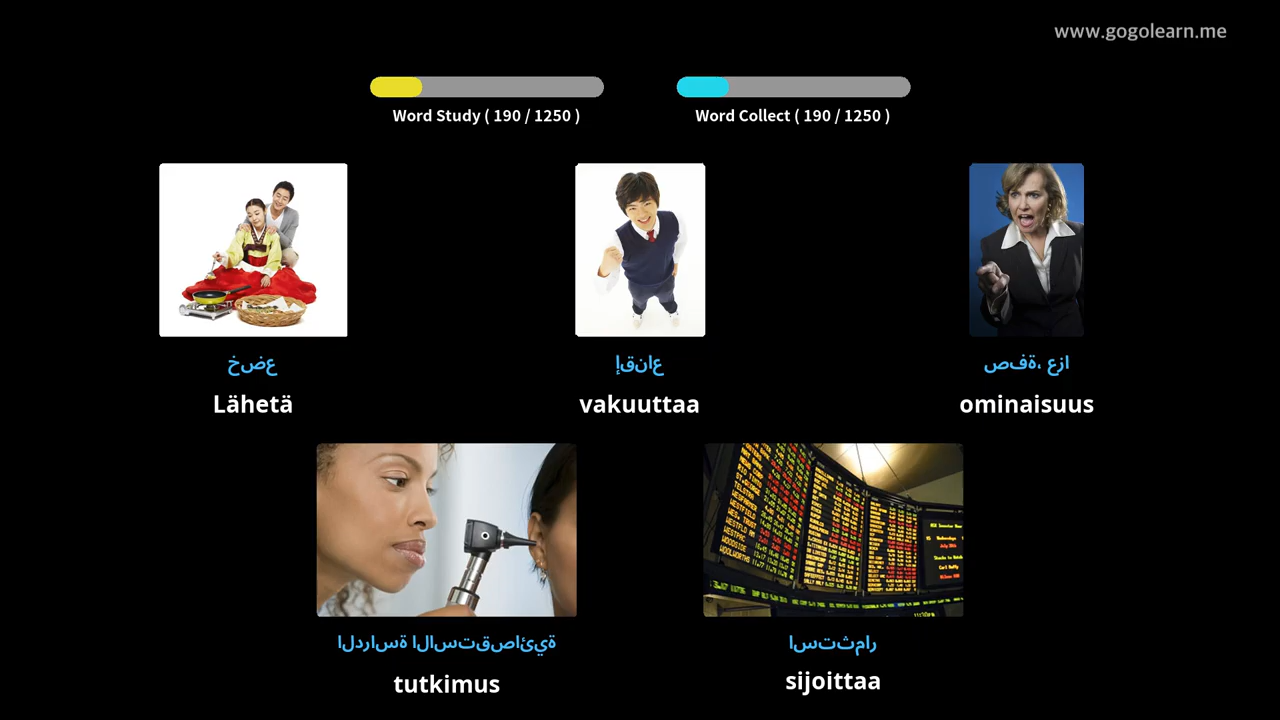 www.gogolearn.me
Word Study ( 190 / 1250 )
Word Collect ( 190 / 1250 )
خضع
إقناع
صفة، عزا
Lähetä
vakuuttaa
ominaisuus
الدراسة الاستقصائية
استثمار
tutkimus
sijoittaa